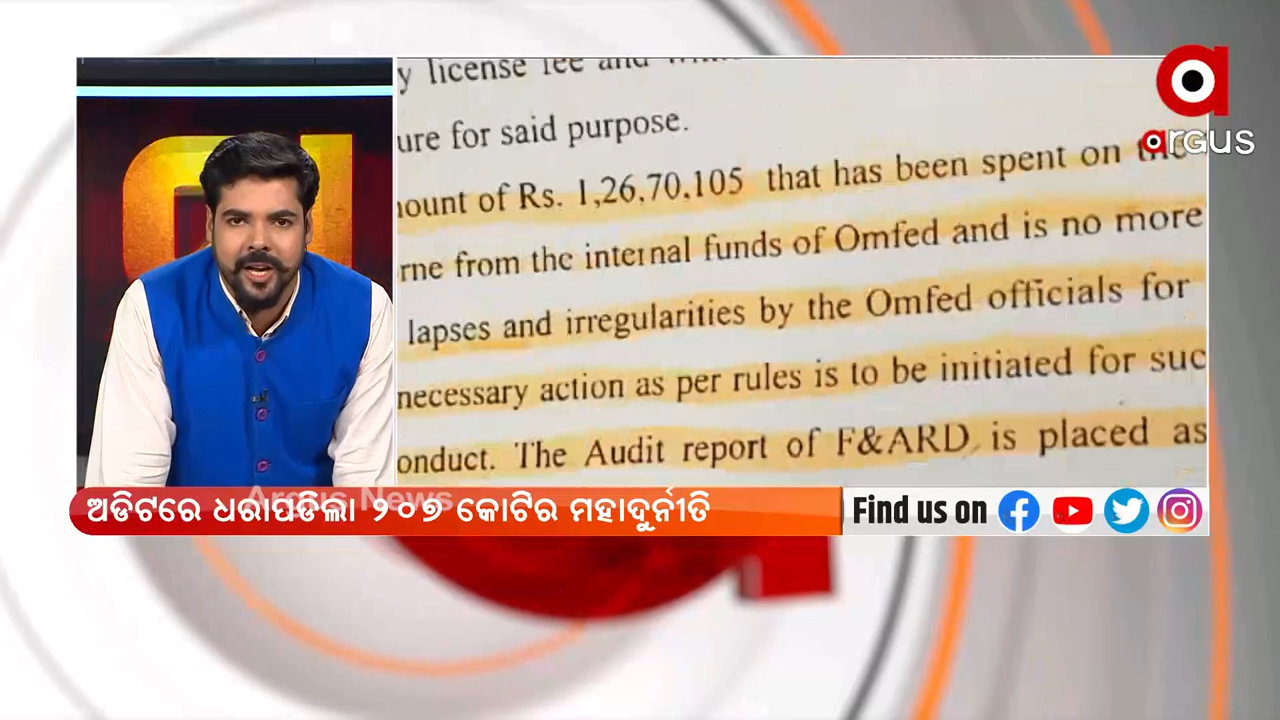 argus
y license fee and
ure for said purpose.
ount of Rs. 1,26,70,105 that has been spent on the
rne from the internal funds of Omfed and is no more
lapses and irregularities by the Omfed officials for
necessary action as per rules is to be initiated for suc
onduct. The Audit report of F&ARD is placed as
Argus News
ଅଡିଟରେ ଧରାପଡିଲା ୨୦୭ କୋଟିର ମହାଦୁର୍ନୀତି
Find us on